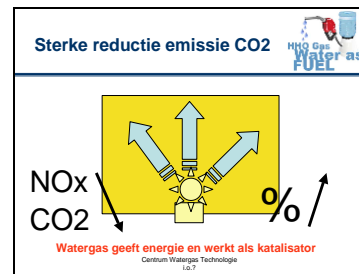 Sterke reductie emissie CO2
HHO Gas
Water as
FUEL
NOx
CO2
%
Watergas geeft energie en werkt als katalisator
Centrum Watergas Technologie
i.o.?